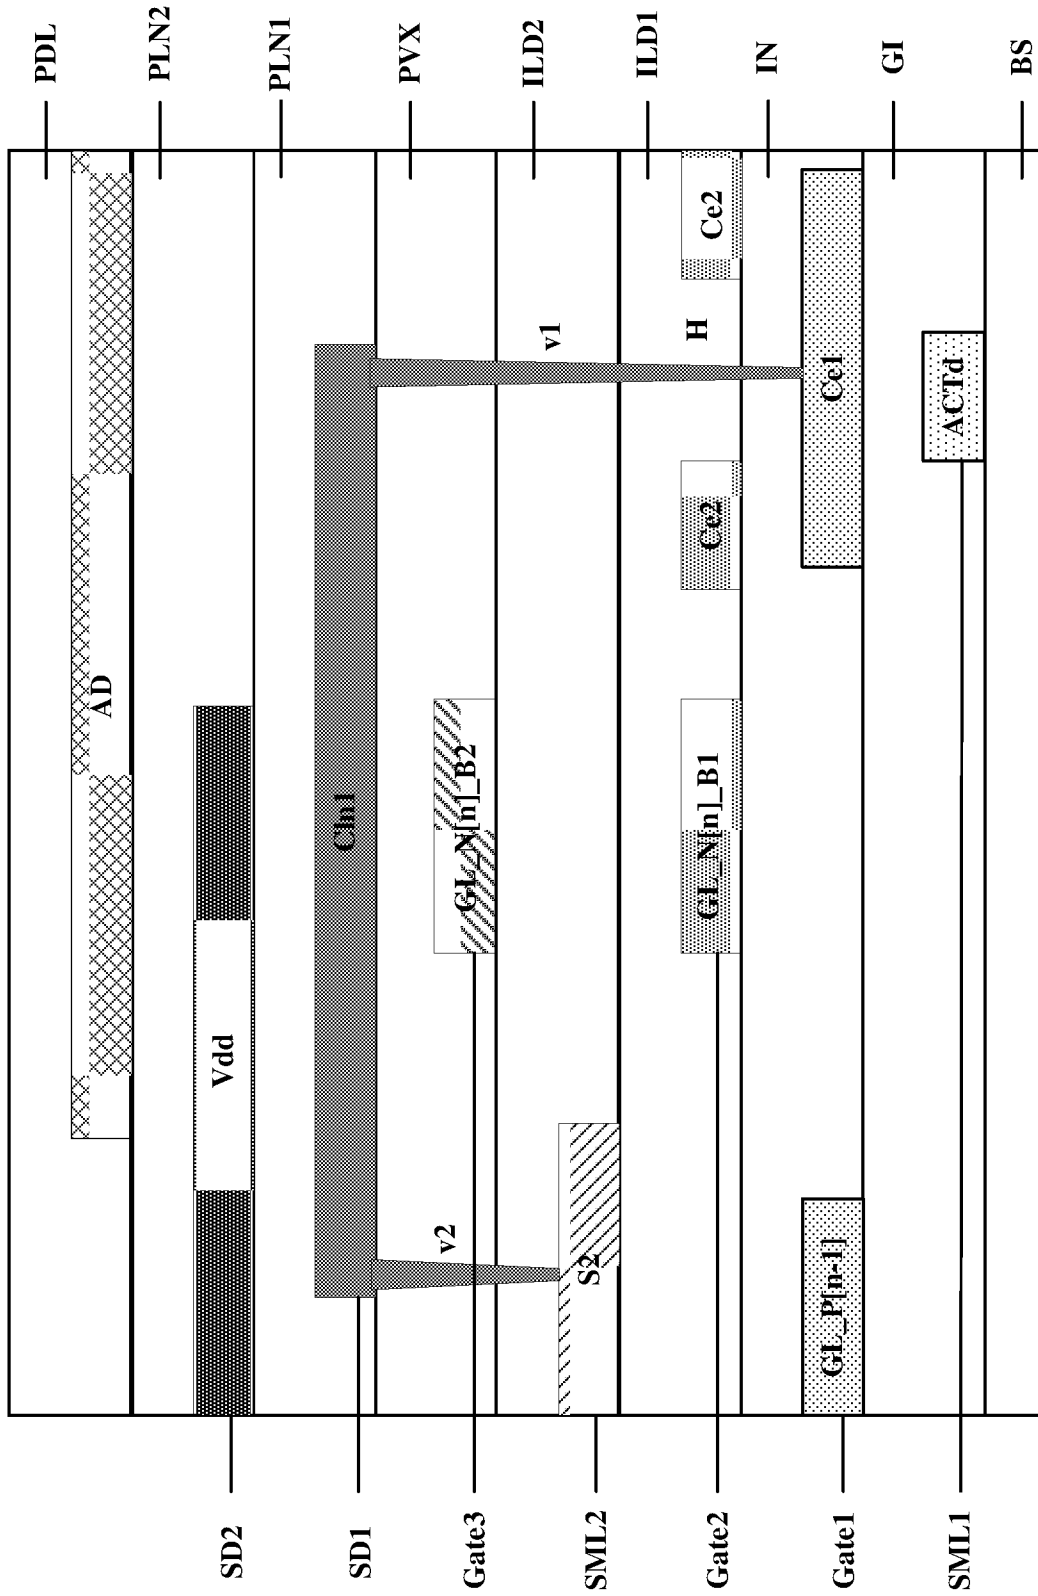 PDL
PLN2
PLN1
PVX
ILD2
ILD1
IN
GI
BS
AD
Vdd
Cln1
GL_N[n]_B2
v1
v2
S2
Ce2
H
Ce2
GL_N[n]_B1
Cc1
GL_P[n-1]
ACTd
SD2
SD1
Gate3
SML2
Gate2
Gate1
SML1